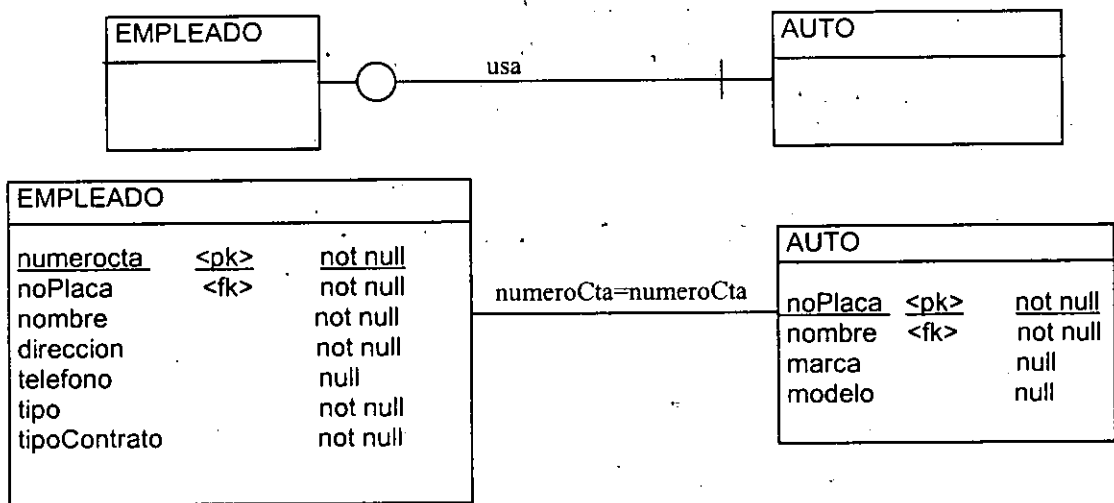 EMPLEADO
usa
AUTO
EMPLEADO
numerocta <pk> not null
noPlaca <fk> not null
nombre not null
direccion not null
telefono null
tipo not null
tipoContrato not null
numeroCta=numeroCta
AUTO
noPlaca <pk> not null
nombre <fk> not null
marca null
modelo null